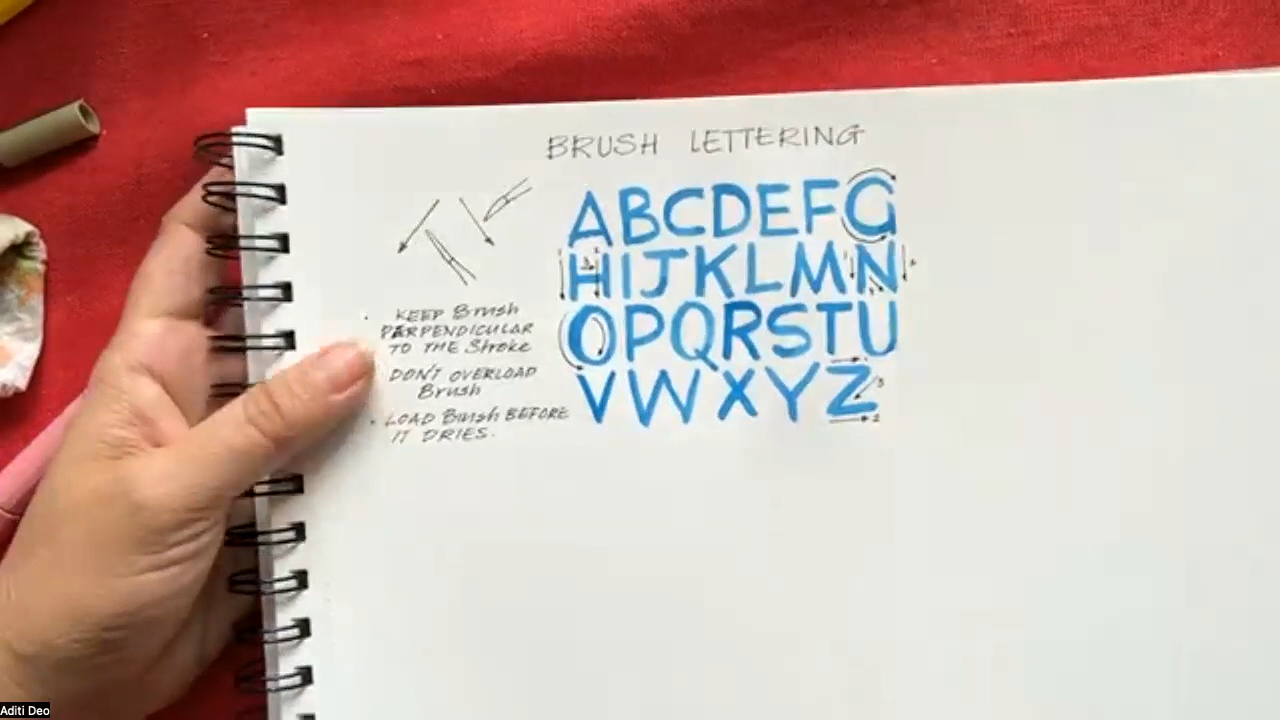 BRUSH LETTERING
ABCDEFG
HIJKLMN
OPQRSTU
VWXYZ
• KEEP Brush
PERPENDICULAR
TO THE Stroke
DON'T OVERLOAD
Brush
• LOAD Brush BEFORE
IT DRIES.
Aditi Deo